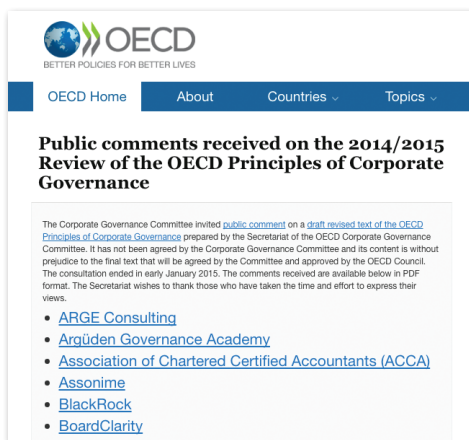 OECD
BETTER POLICIES FOR BETTER LIVES
OECD Home About Countries Topics
Public comments received on the 2014/2015
Review of the OECD Principles of Corporate
Governance
The Corporate Governance Committee invited public comment on a draft revised text of the OECD
Principles of Corporate Governance prepared by the Secretariat of the OECD Corporate Governance
Committee. It has not been agreed by the Corporate Governance Committee and its content is without
prejudice to the final text that will be agreed by the Committee and approved by the OECD Council.
The consultation ended in early January 2015. The comments received are available below in PDF
format. The Secretariat wishes to thank those who have taken the time and effort to express their
views.
• ARGE Consulting
• Argüden Governance Academy
• Association of Chartered Certified Accountants (ACCA)
• Assonime
• BlackRock
• BoardClarity